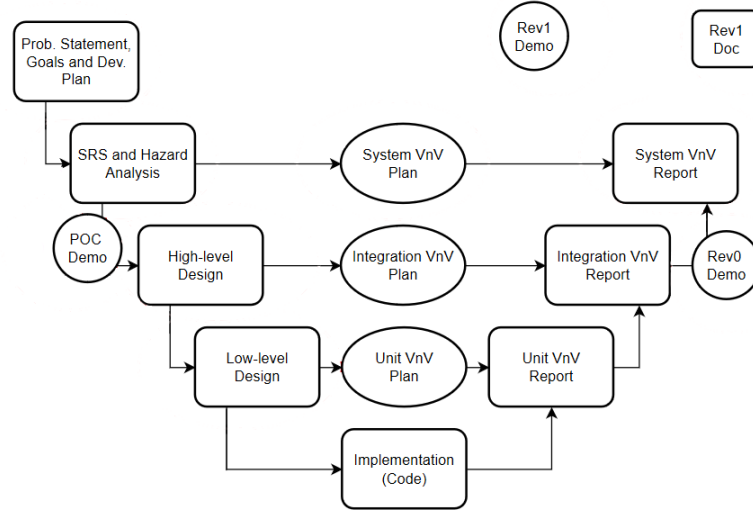 Prob. Statement,
Goals and Dev.
Plan
Rev1
Demo
Rev1
Doc
SRS and Hazard
Analysis
System VnV
Plan
System VnV
Report
POC
Demo
High-level
Design
Integration VnV
Plan
Integration VnV
Report
Rev0
Demo
Low-level
Design
Unit VnV
Plan
Unit VnV
Report
Implementation
(Code)